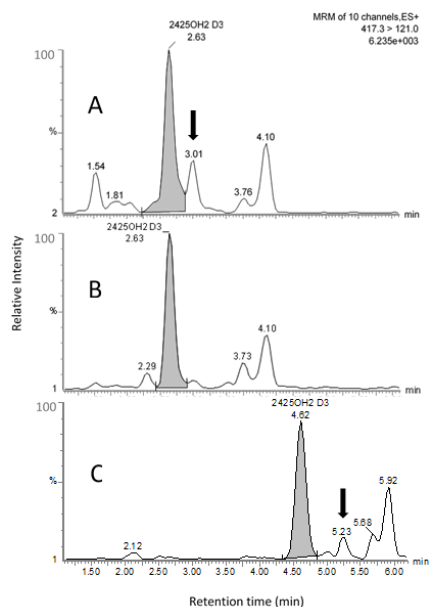 MRM of 10 channels,ES+
417.3 > 121.0
6.235e+003
2425OH2 D3
2.63
100
A
3.01
4.10
%
1.54
1.81
3.76
2
min
2425OH2 D3
2.63
100
B
%
4.10
3.73
2.29
1
min
2425OH2 D3
4.62
100
C
5.92
%
5.23
5.68
2.12
1
min
1.50 2.00 2.50 3.00 3.50 4.00 4.50 5.00 5.50 6.00
Relative Intensity
Retention time (min)